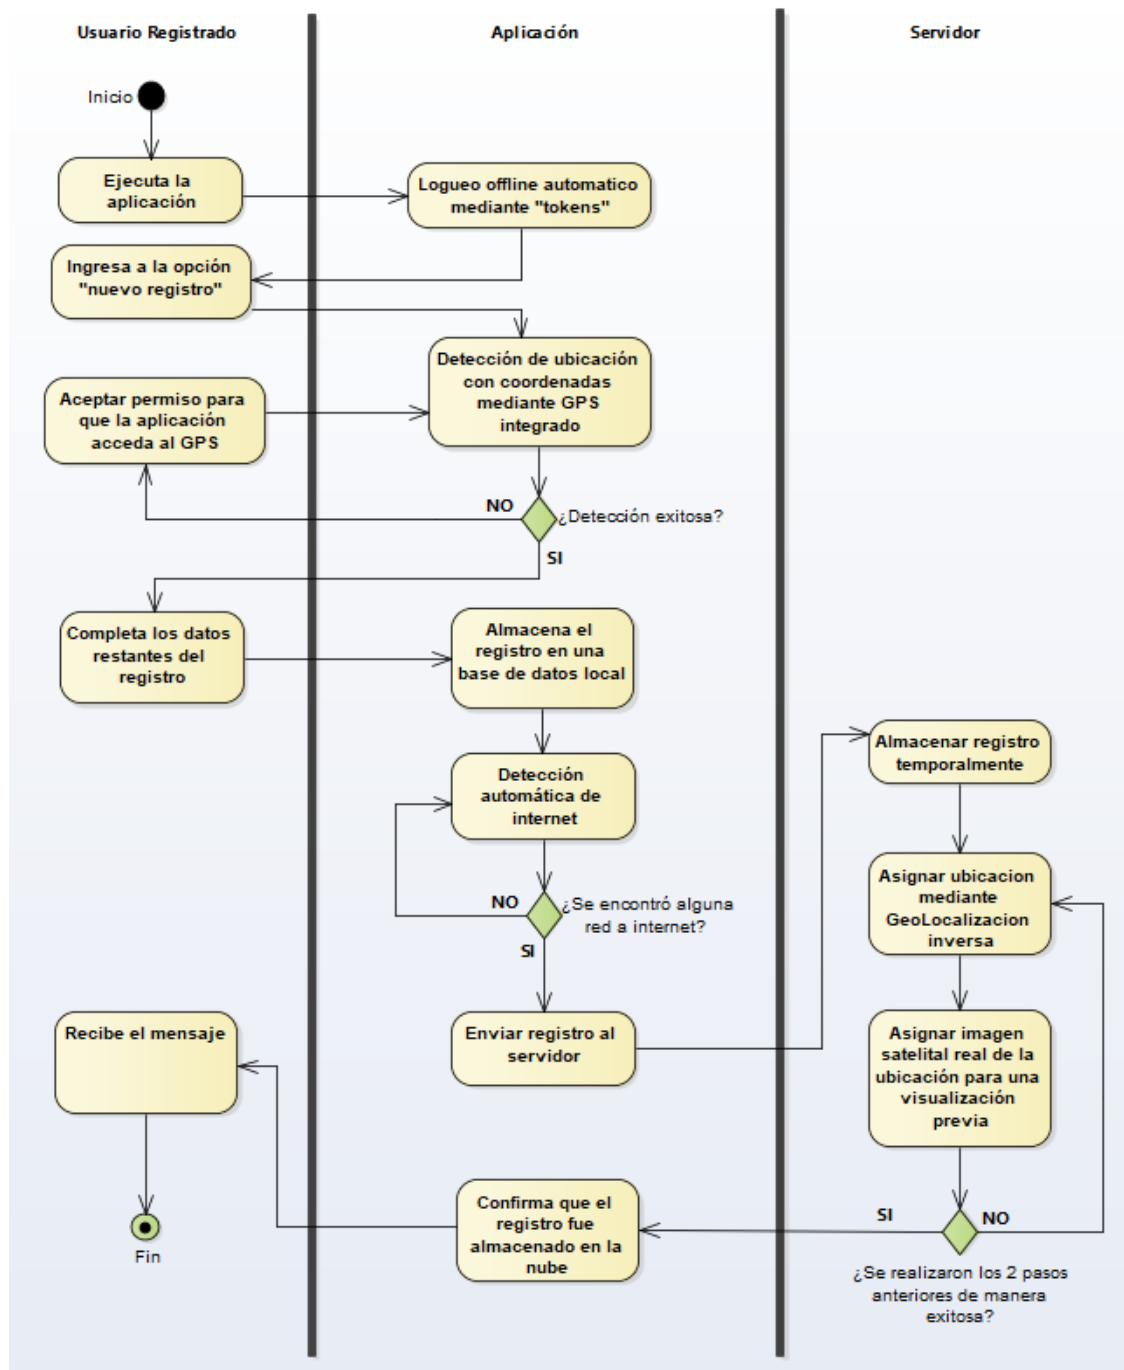 Usuario Registrado
Aplicación
Servidor
Inicio
Ejecuta la
aplicación
Logueo offline automatico
mediante "tokens"
Ingresa a la opción
"nuevo registro"
Detección de ubicación
con coordenadas
mediante GPS
integrado
Aceptar permiso para
que la aplicación
acceda al GPS
NO
¿Detección exitosa?
SI
Completa los datos
restantes del
registro
Almacena el
registro en una
base de datos local
Detección
automática de
internet
NO
¿Se encontró alguna
red a internet?
SI
Enviar registro al
servidor
Almacenar registro
temporalmente
Asignar ubicacion
mediante
GeoLocalizacion
inversa
Asignar imagen
satelital real de la
ubicación para una
visualización
previa
SI
NO
¿Se realizaron los 2 pasos
anteriores de manera
exitosa?
Confirma que el
registro fue
almacenado en la
nube
Recibe el mensaje
Fin